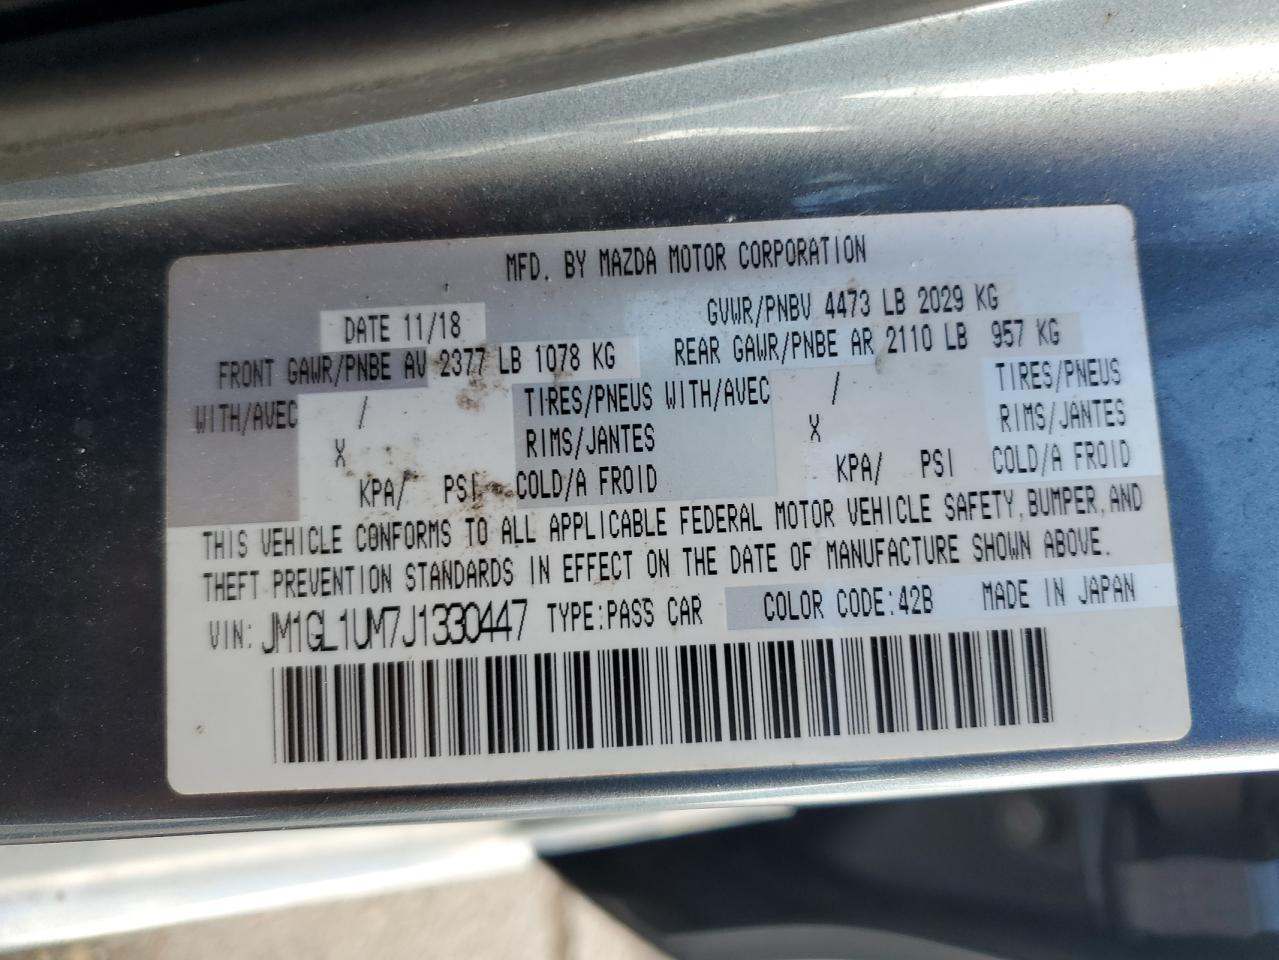 MFD. BY MAZDA MOTOR CORPORATION
DATE 11/18 GVWR/PNBV 4473 LB 2029 KG
FRONT GAWR/PNBE AV 2377 LB 1078 KG REAR GAWR/PNBE AR 2110 LB 957 KG
WITH/AVEC / TIRES/PNEUS WITH/AVEC / TIRES/PNEUS
X RIMS/JANTES X RIMS/JANTES
KPA/ PSI COLD/A FROID KPA/ PSI COLD/A FROID
THIS VEHICLE CONFORMS TO ALL APPLICABLE FEDERAL MOTOR VEHICLE SAFETY, BUMPER, AND
THEFT PREVENTION STANDARDS IN EFFECT ON THE DATE OF MANUFACTURE SHOWN ABOVE.
VIN: JM1GL1UM7J1330447 TYPE:PASS CAR COLOR CODE:42B MADE IN JAPAN